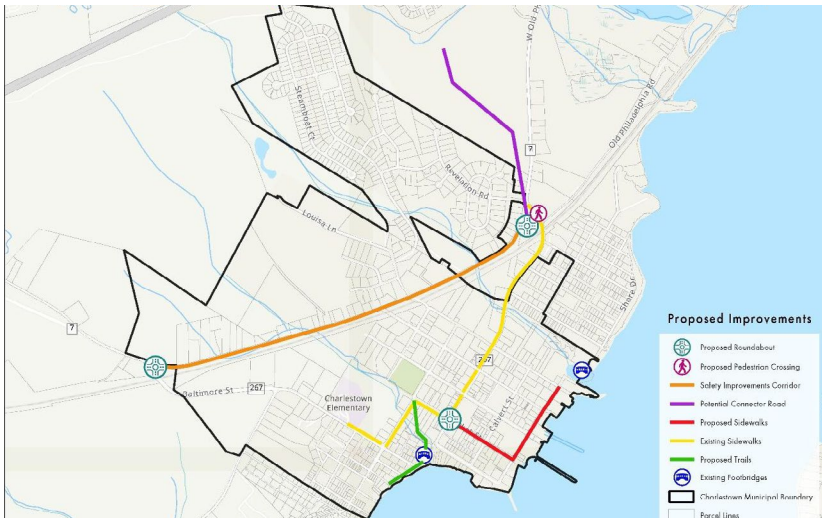 W Old Ph
Old Philadelphia Rd
Steamboat Ct
7
Revelation Rd
Louisa Ln
Shore Dr
7
267
Baltimore St
267
Charlestown
Elementary
Calvert St
Proposed Improvements
Proposed Roundabout
Proposed Pedestrian Crossing
Safety Improvements Corridor
Potential Connector Road
Proposed Sidewalks
Existing Sidewalks
Proposed Trails
Existing Footbridges
Charlestown Municipal Boundary
Parcel Lines